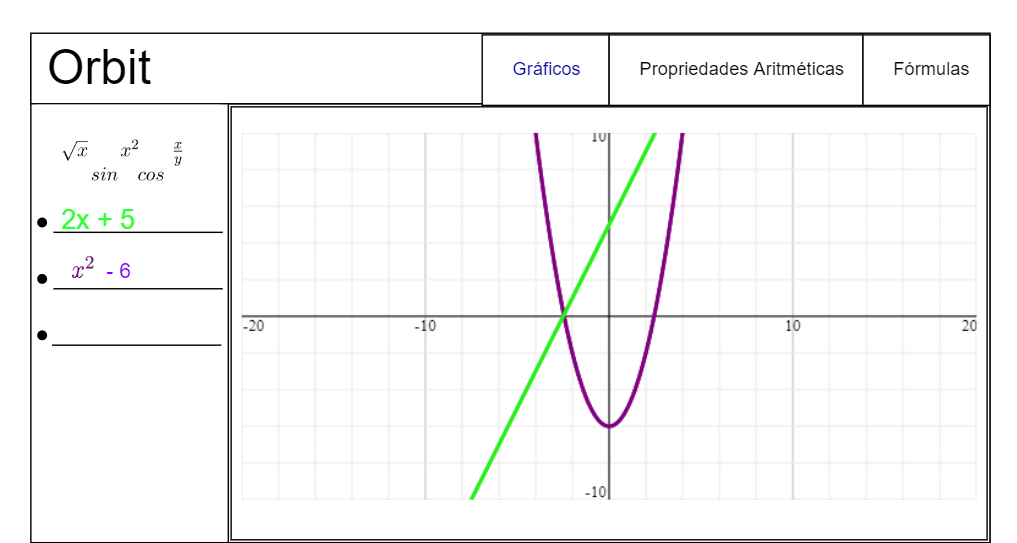 Orbit
Gráficos
Propriedades Aritméticas
Fórmulas
√x x² x/y
sin cos
2x + 5
x² - 6
10
-20 -10 10 20
-10